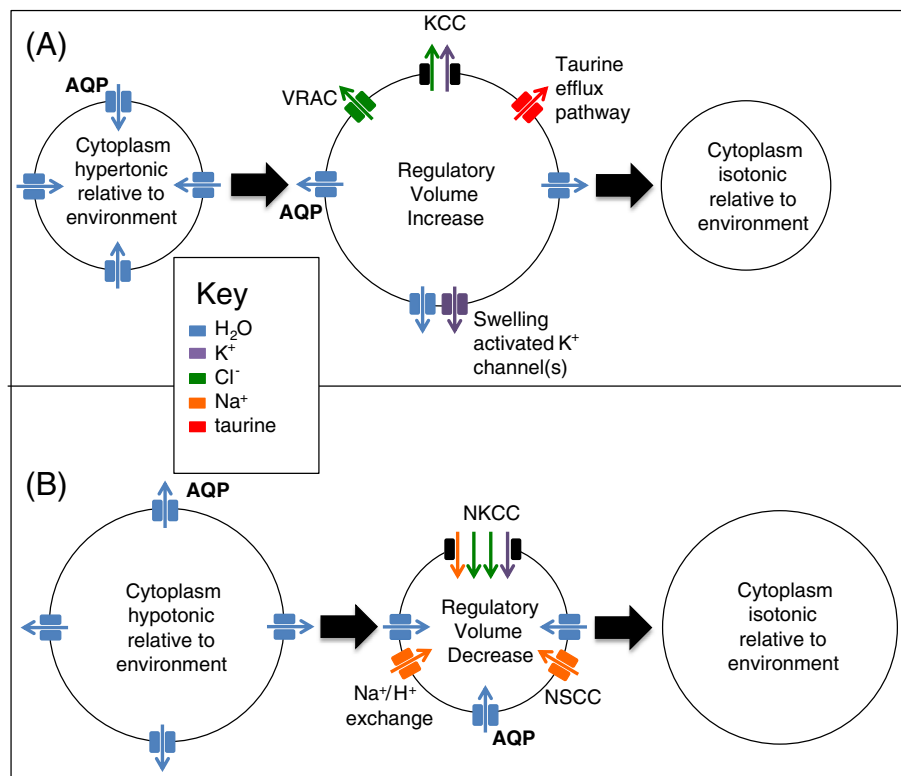 (A)
AQP
Cytoplasm
hypertonic
relative to
environment
KCC
VRAC
Taurine
efflux
pathway
AQP
Regulatory
Volume
Increase
Swelling
activated K⁺
channel(s)
Cytoplasm
isotonic
relative to
environment
Key
H₂O
K⁺
Cl⁻
Na⁺
taurine
(B)
AQP
Cytoplasm
hypotonic
relative to
environment
NKCC
Regulatory
Volume
Decrease
Na⁺/H⁺
exchange
NSCC
AQP
Cytoplasm
isotonic
relative to
environment